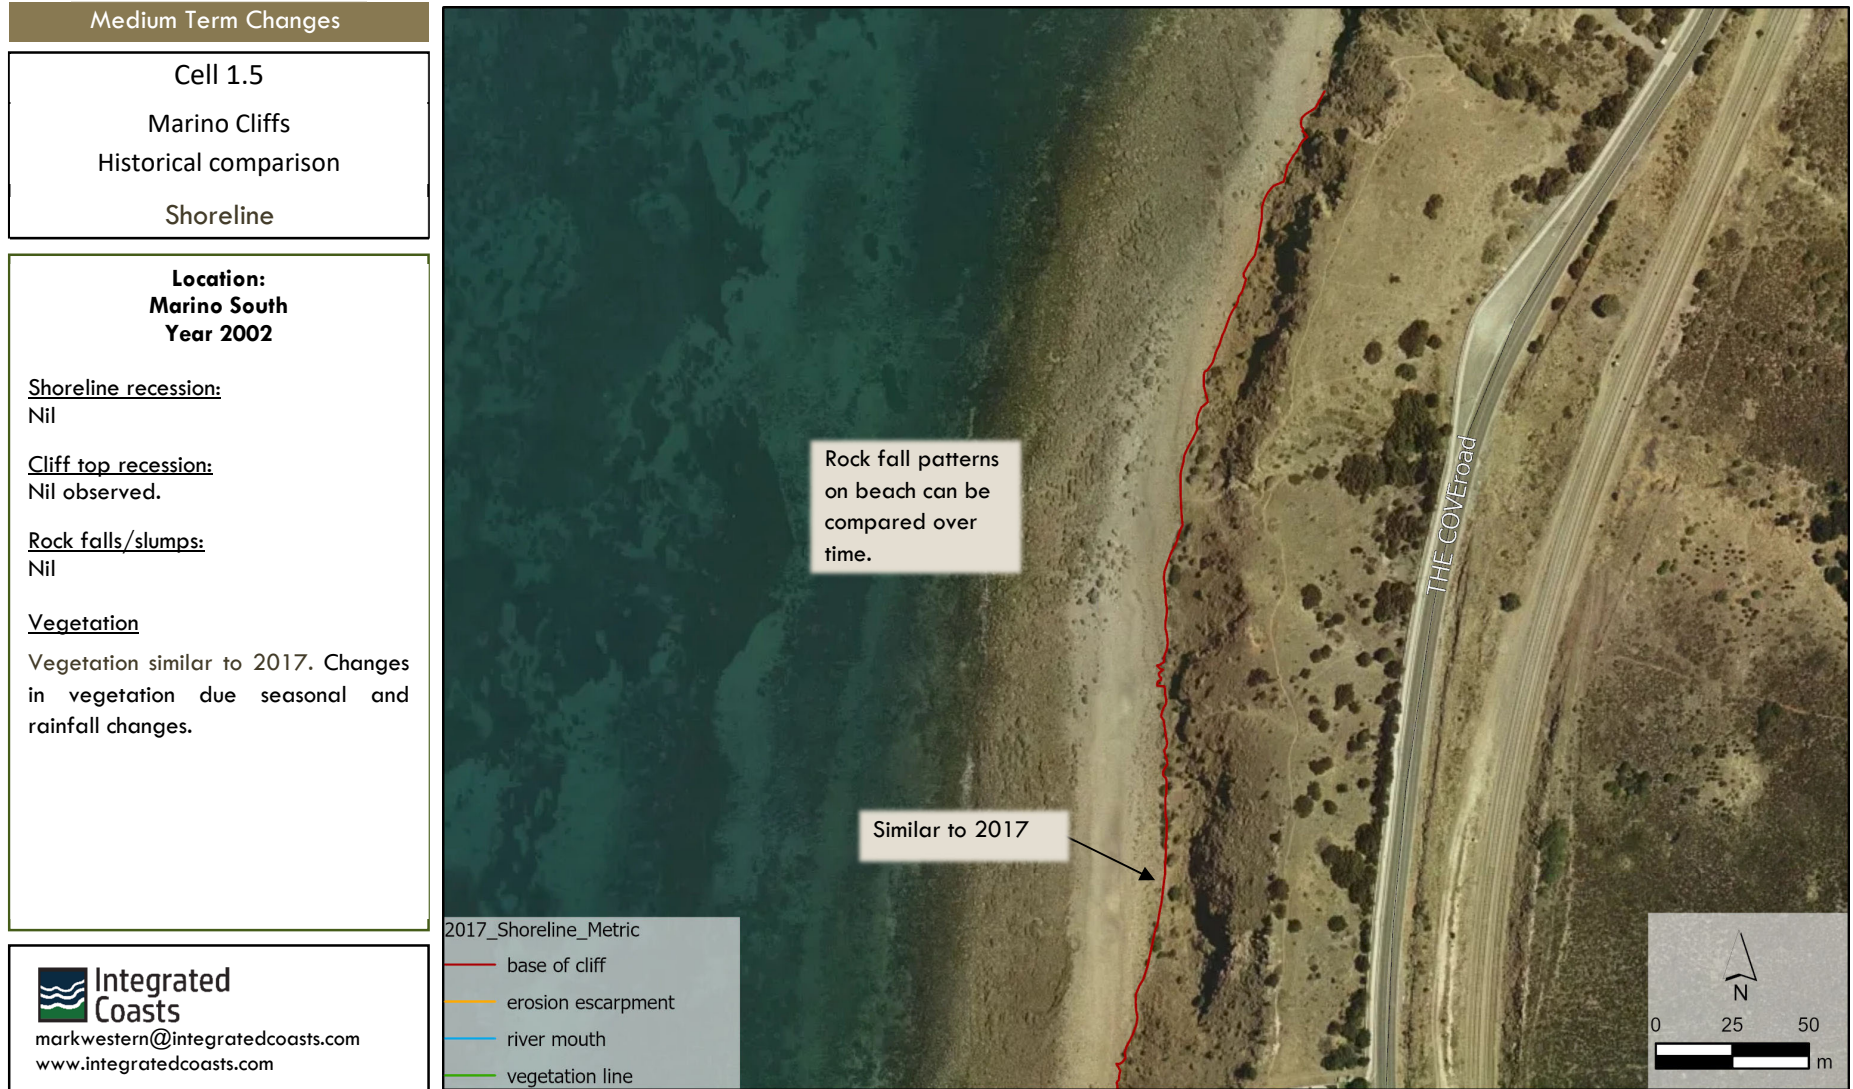 Medium Term Changes
Cell 1.5
Marino Cliffs
Historical comparison
Shoreline
Location:
Marino South
Year 2002
Shoreline recession:
Nil
Cliff top recession:
Nil observed.
Rock falls/slumps:
Nil
Vegetation
Vegetation similar to 2017. Changes
in vegetation due seasonal and
rainfall changes.
Integrated
Coasts
markwestern@integratedcoasts.com
www.integratedcoasts.com
Rock fall patterns
on beach can be
compared over
time.
THE COVEroad
Similar to 2017
2017_Shoreline_Metric
base of cliff
erosion escarpment
river mouth
vegetation line
N
0 25 50
m